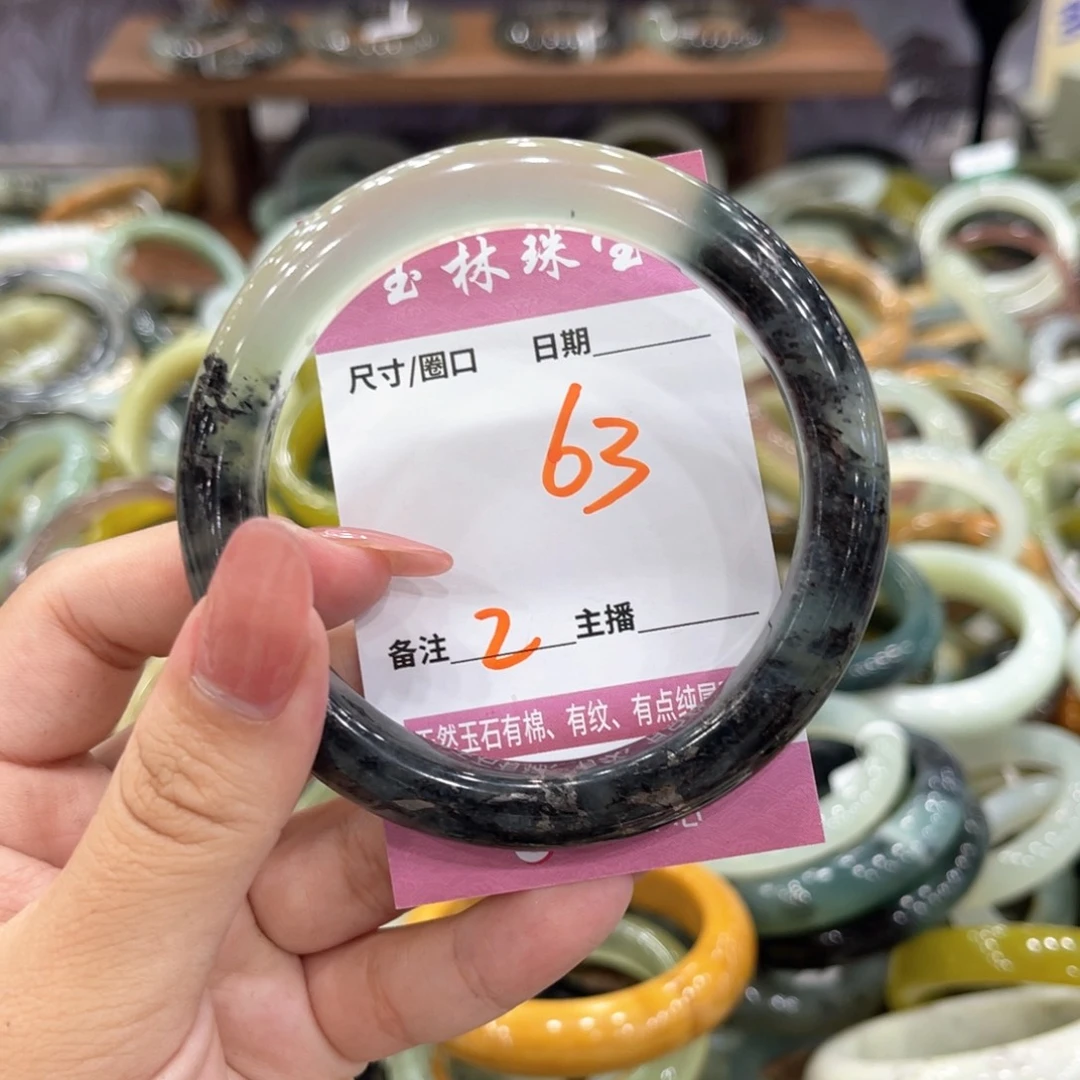 玉林珠宝
尺寸/圈口 日期
63
备注 2 主播
天然玉石有棉、有纹、有点纯属